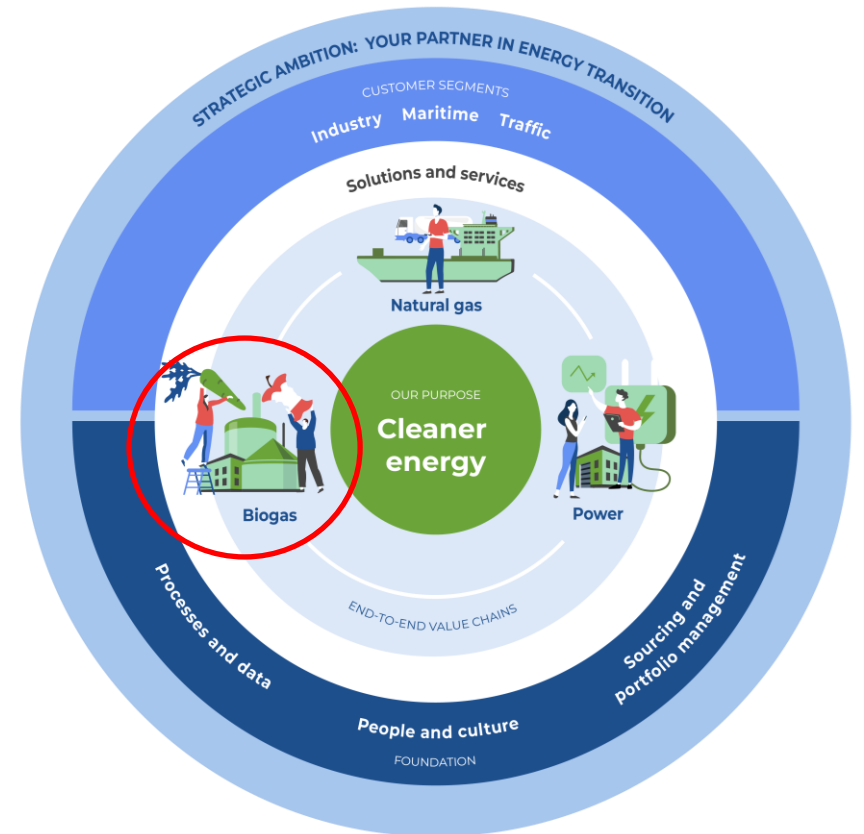 STRATEGIC AMBITION: YOUR PARTNER IN ENERGY TRANSITION
CUSTOMER SEGMENTS
Industry Maritime Traffic
Solutions and services
Natural gas
OUR PURPOSE
Cleaner
energy
Biogas
Power
END-TO-END VALUE CHAINS
Processes and data
Sourcing and
portfolio management
People and culture
FOUNDATION